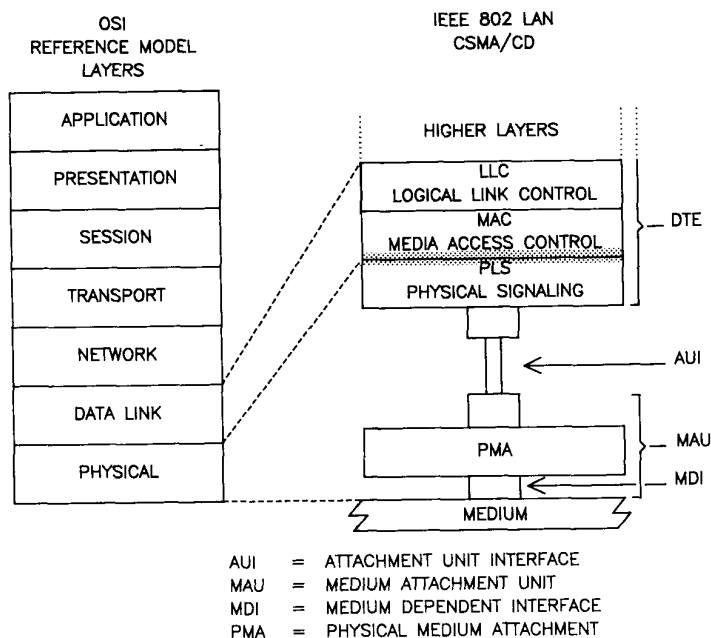 OSI
REFERENCE MODEL
LAYERS
APPLICATION
PRESENTATION
SESSION
TRANSPORT
NETWORK
DATA LINK
PHYSICAL
IEEE 802 LAN
CSMA/CD
HIGHER LAYERS
LLC
LOGICAL LINK CONTROL
MAC
MEDIA ACCESS CONTROL
PLS
PHYSICAL SIGNALING
DTE
AUI
PMA
MAU
MDI
MEDIUM
AUI = ATTACHMENT UNIT INTERFACE
MAU = MEDIUM ATTACHMENT UNIT
MDI = MEDIUM DEPENDENT INTERFACE
PMA = PHYSICAL MEDIUM ATTACHMENT